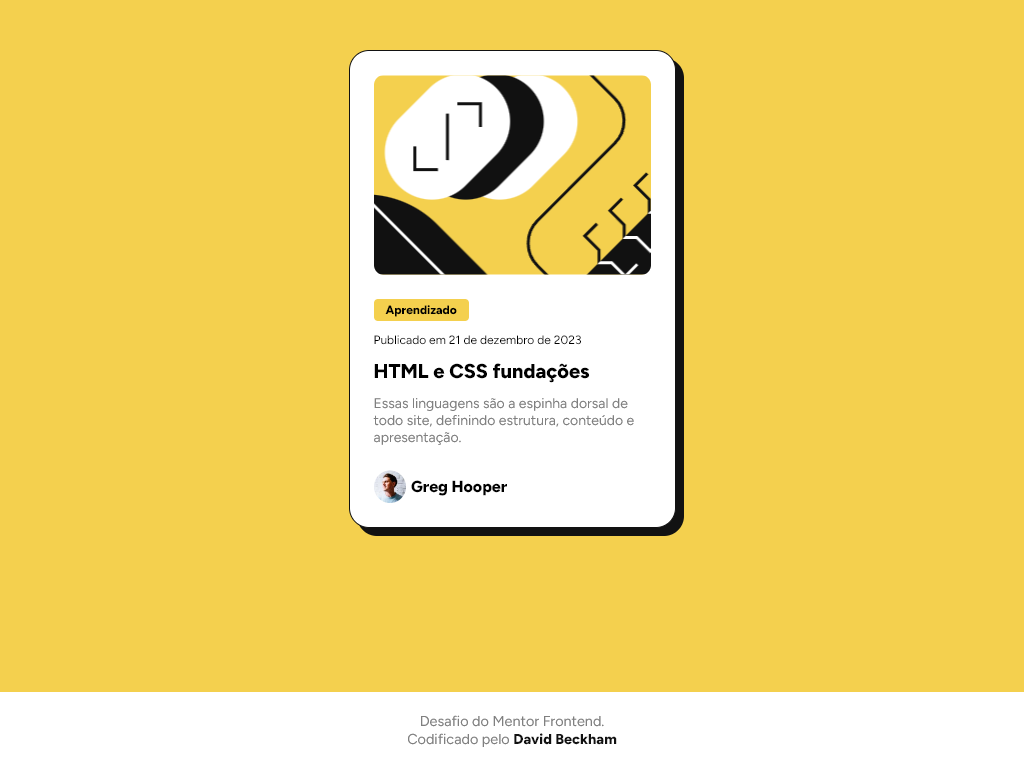 Aprendizado
Publicado em 21 de dezembro de 2023
HTML e CSS fundações
Essas linguagens são a espinha dorsal de
todo site, definindo estrutura, conteúdo e
apresentação.
Greg Hooper
Desafio do Mentor Frontend.
Codificado pelo David Beckham